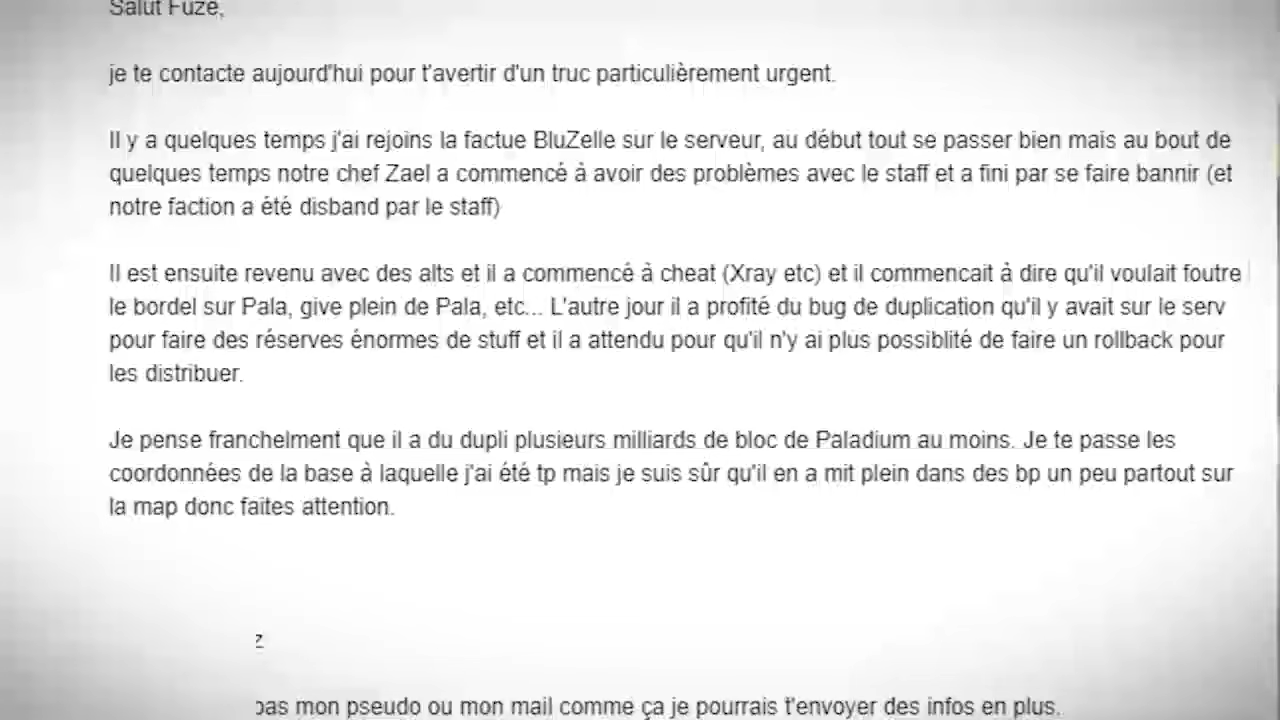 Salut Fuze,
je te contacte aujourd'hui pour t'avertir d'un truc particulièrement urgent.
Il y a quelques temps j'ai rejoins la factue BluZelle sur le serveur, au début tout se passer bien mais au bout de
quelques temps notre chef Zael a commencé à avoir des problèmes avec le staff et a fini par se faire bannir (et
notre faction a été disband par le staff)
Il est ensuite revenu avec des alts et il a commencé à cheat (Xray etc) et il commencait à dire qu'il voulait foutre
le bordel sur Pala, give plein de Pala, etc... L'autre jour il a profité du bug de duplication qu'il y avait sur le serv
pour faire des réserves énormes de stuff et il a attendu pour qu'il n'y ai plus possiblité de faire un rollback pour
les distribuer.
Je pense franchelment que il a du dupli plusieurs milliards de bloc de Paladium au moins. Je te passe les
coordonnées de la base à laquelle j'ai été tp mais je suis sûr qu'il en a mit plein dans des bp un peu partout sur
la map donc faites attention.
z
pas mon pseudo ou mon mail comme ça je pourrais t'envoyer des infos en plus.